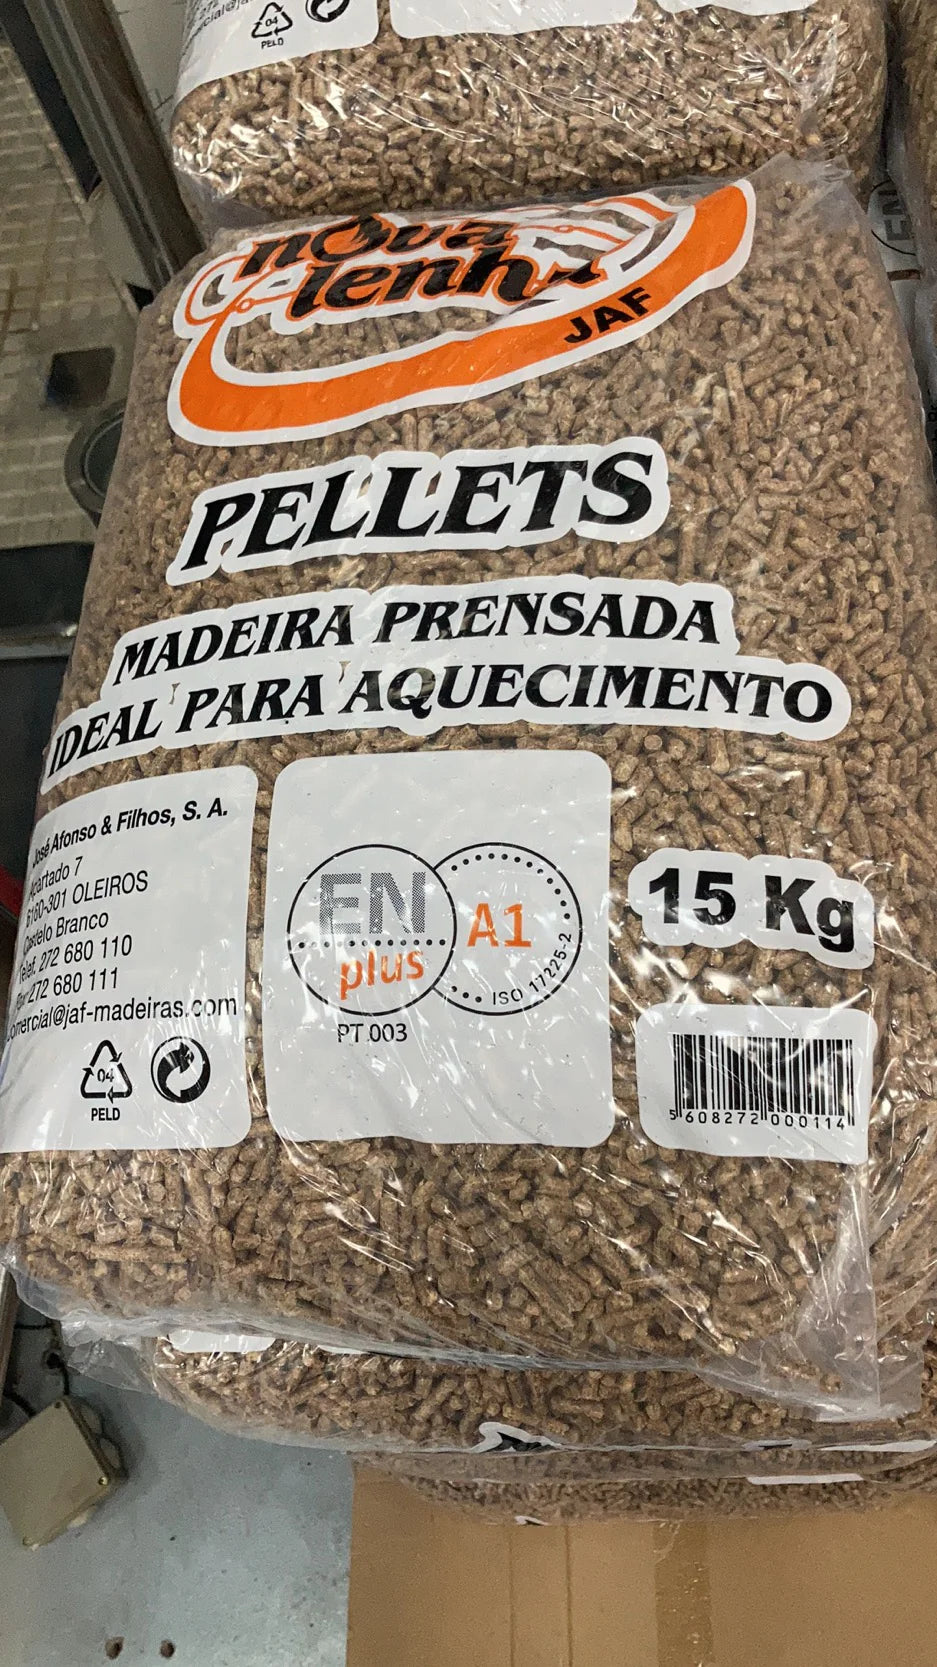 04
PELD
nova
lenha
JAF
PELLETS
MADEIRA PRENSADA
IDEAL PARA AQUECIMENTO
José Afonso & Filhos, S. A.
Apartado 7
6160-301 OLEIROS
Castelo Branco
Telef. 272 680 110
Fax 272 680 111
comercial@jaf-madeiras.com
04
PELD
EN
plus
A1
ISO 17225-2
PT 003
15 Kg
5 608272 000114